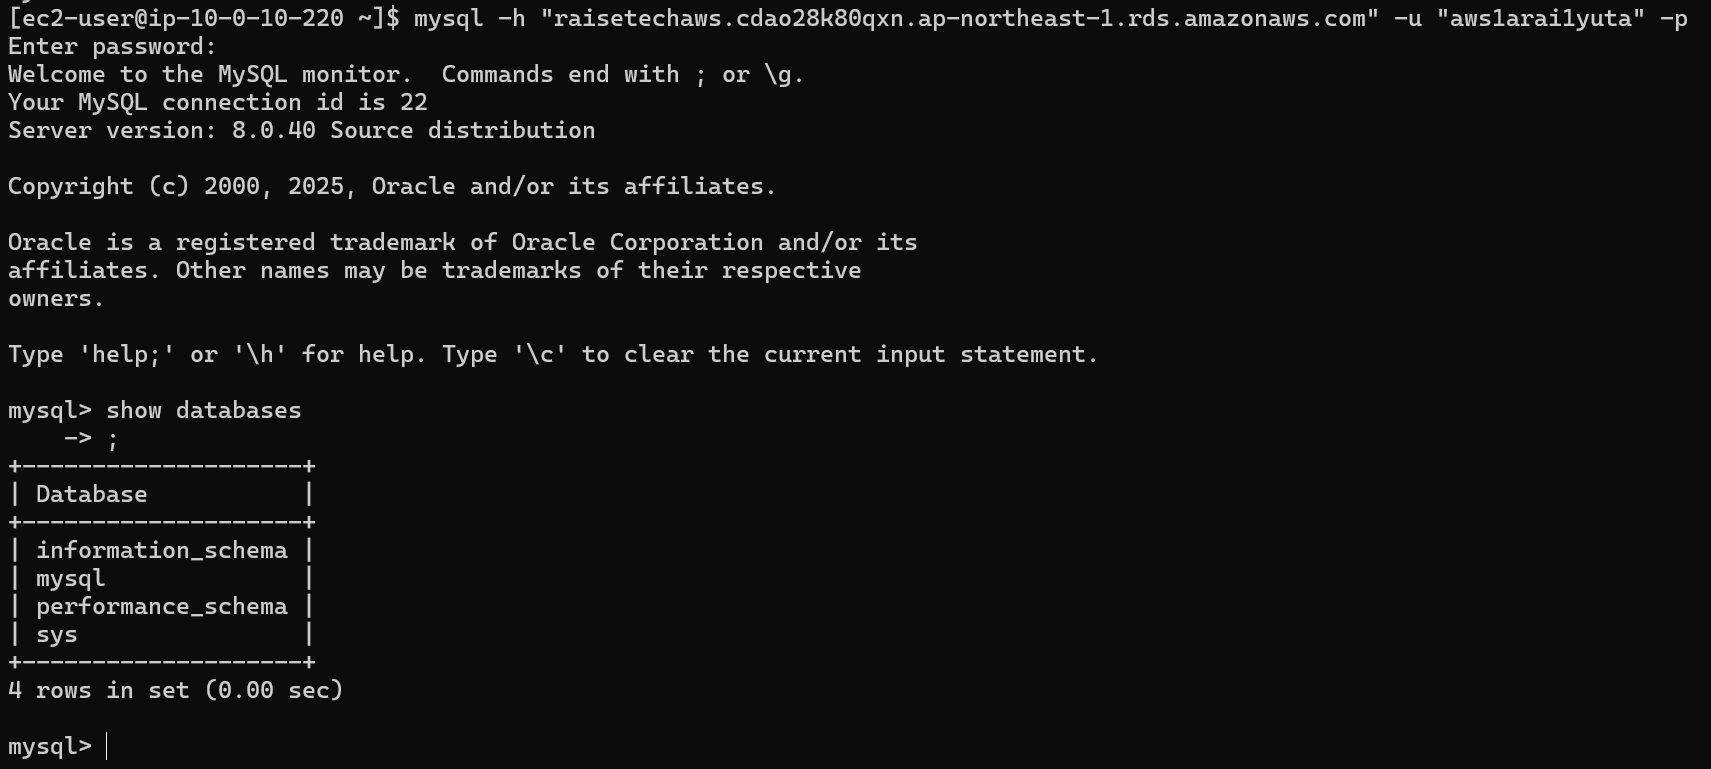 [ec2-user@ip-10-0-10-220 ~]$ mysql -h "raisetechaws.cdao28k80qxn.ap-northeast-1.rds.amazonaws.com" -u "aws1arai1yuta" -p
Enter password:
Welcome to the MySQL monitor.  Commands end with ; or \g.
Your MySQL connection id is 22
Server version: 8.0.40 Source distribution

Copyright (c) 2000, 2025, Oracle and/or its affiliates.

Oracle is a registered trademark of Oracle Corporation and/or its
affiliates. Other names may be trademarks of their respective
owners.

Type 'help;' or '\h' for help. Type '\c' to clear the current input statement.

mysql> show databases
    -> ;
+--------------------+
| Database           |
+--------------------+
| information_schema |
| mysql              |
| performance_schema |
| sys                |
+--------------------+
4 rows in set (0.00 sec)

mysql>